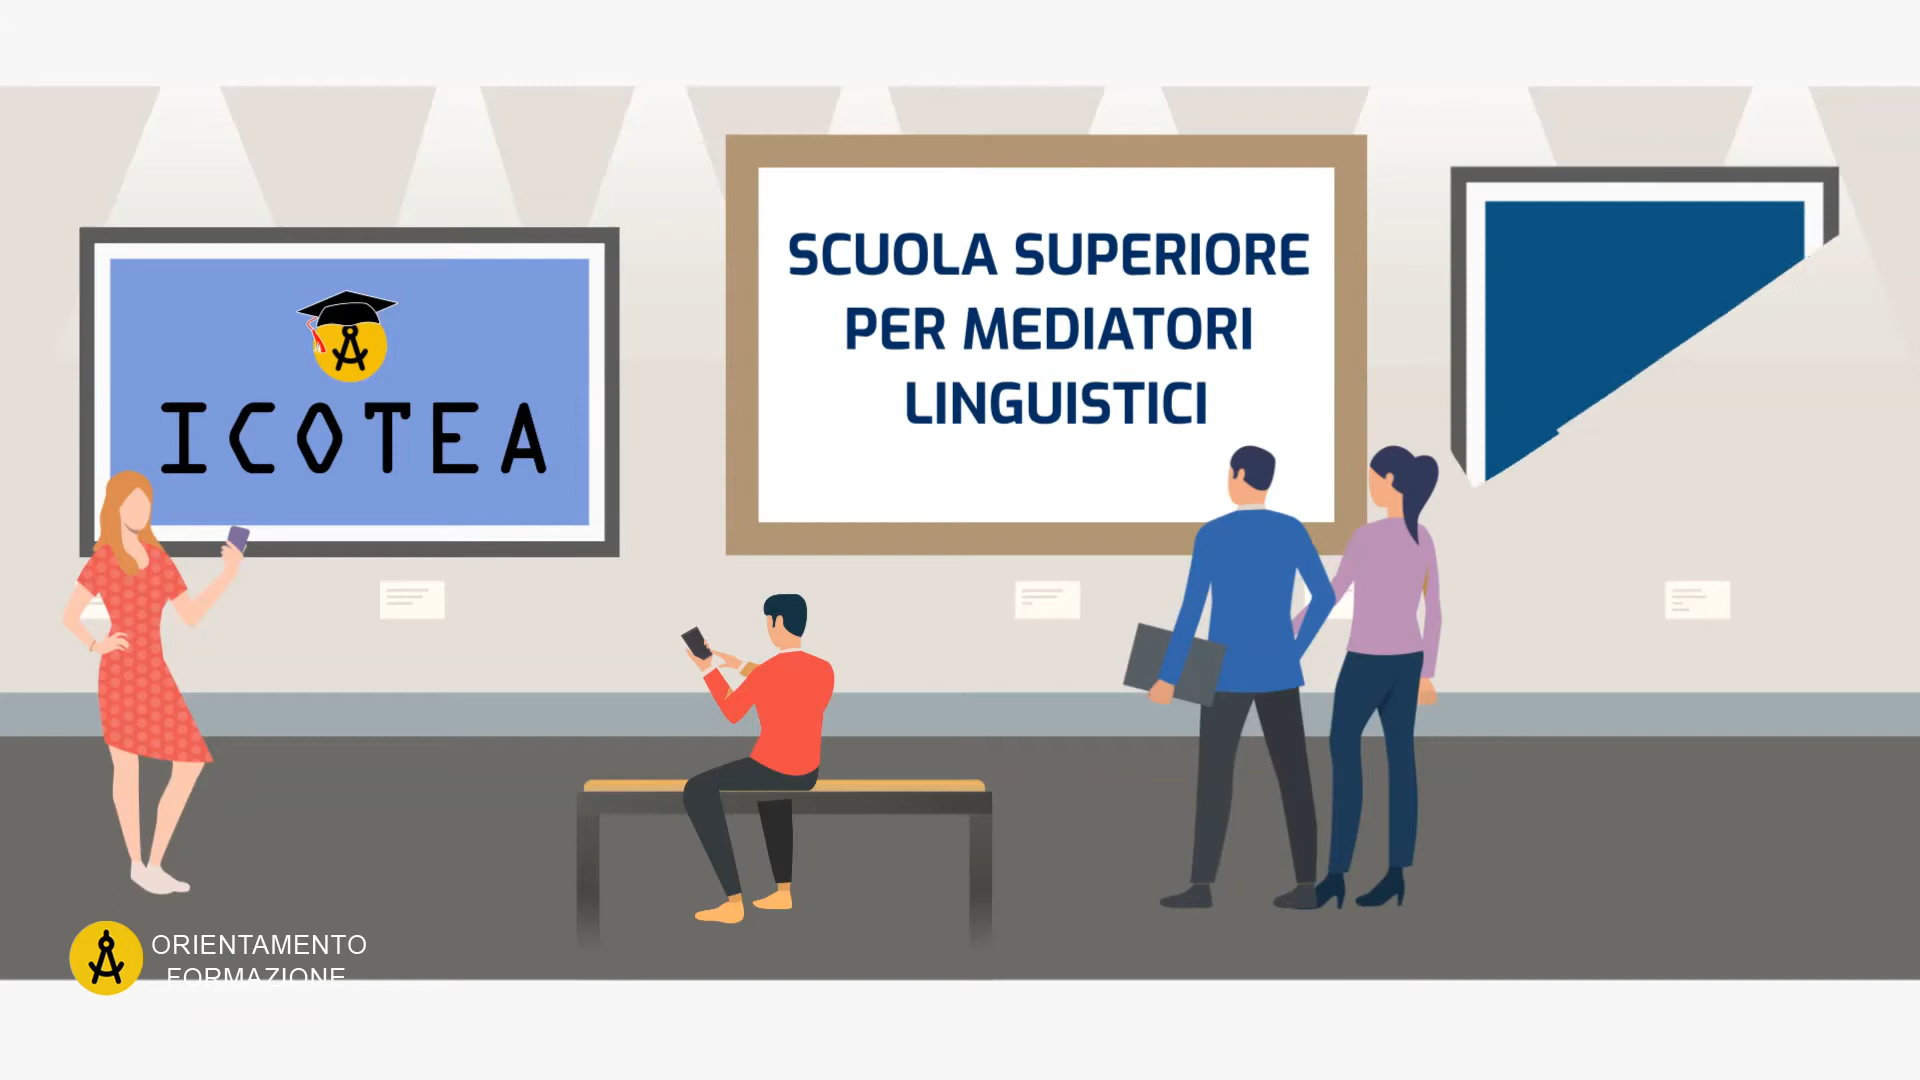 ICOTEA
SCUOLA SUPERIORE
PER MEDIATORI
LINGUISTICI
ORIENTAMENTO
FORMAZIONE